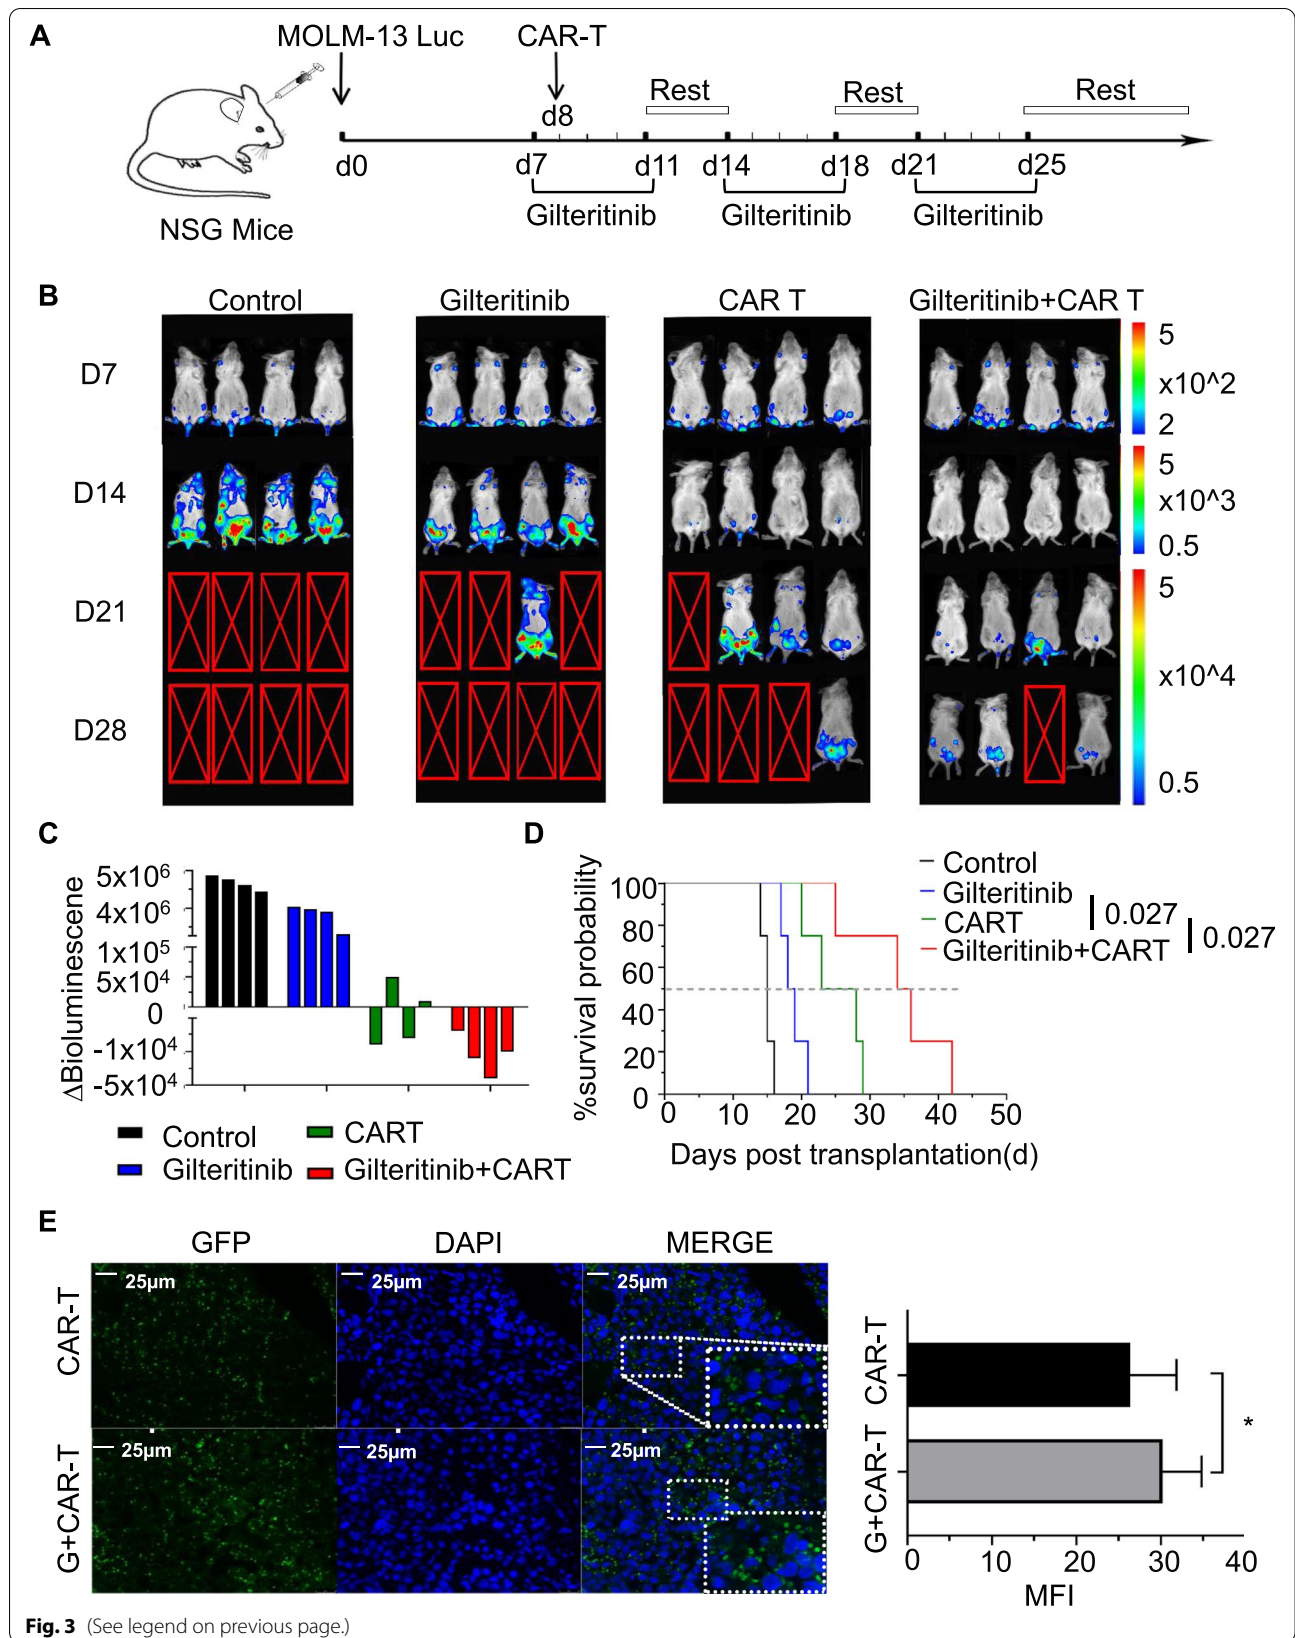 A
MOLM-13 Luc
CAR-T
Rest
Rest
Rest
d8
d0
d7
d11
d14
d18
d21
d25
Gilteritinib
Gilteritinib
Gilteritinib
NSG Mice
B
Control
Gilteritinib
CAR T
Gilteritinib+CAR T
D7
5
x10^2
2
D14
5
x10^3
0.5
D21
5
x10^4
D28
0.5
C
ΔBioluminescene
5x10⁶
4x10⁶
1x10⁵
5x10⁴
0
-1x10⁴
-5x10⁴
Control
Gilteritinib
CART
Gilteritinib+CART
D
%survival probability
100
80
60
40
20
0
0 10 20 30 40 50
Days post transplantation(d)
Control
Gilteritinib
CART
Gilteritinib+CART
0.027
0.027
E
GFP
DAPI
MERGE
CAR-T
25μm
25μm
25μm
G+CAR-T
25μm
25μm
25μm
CAR-T
G+CAR-T
*
0 10 20 30 40
MFI
Fig. 3 (See legend on previous page.)